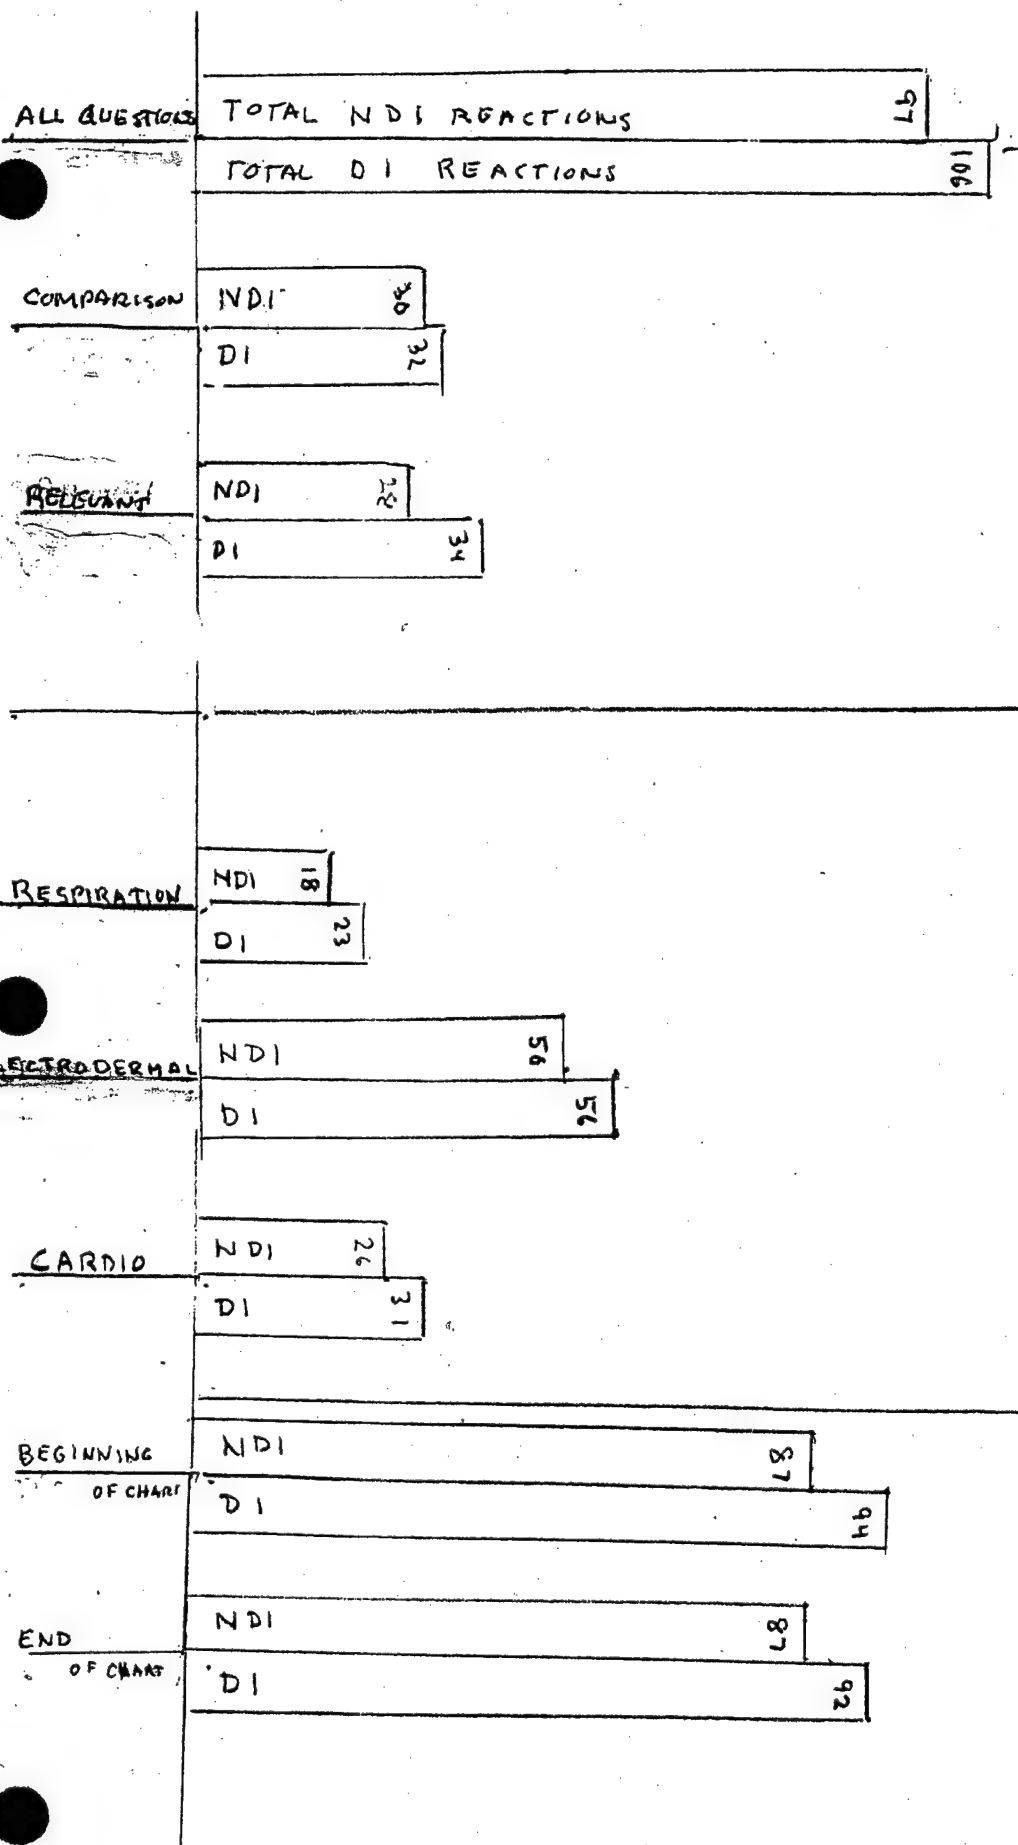 ALL QUESTIONS TOTAL NDI REACTIONS 97
TOTAL DI REACTIONS 106
COMPARISON NDI 30
DI 32
RELEVANT NDI 28
DI 34
RESPIRATION NDI 18
DI 23
ECTRODERMAL NDI 56
DI 56
CARDIO NDI 26
DI 31
BEGINNING NDI 87
OF CHART DI 94
END NDI 87
OF CHART DI 92